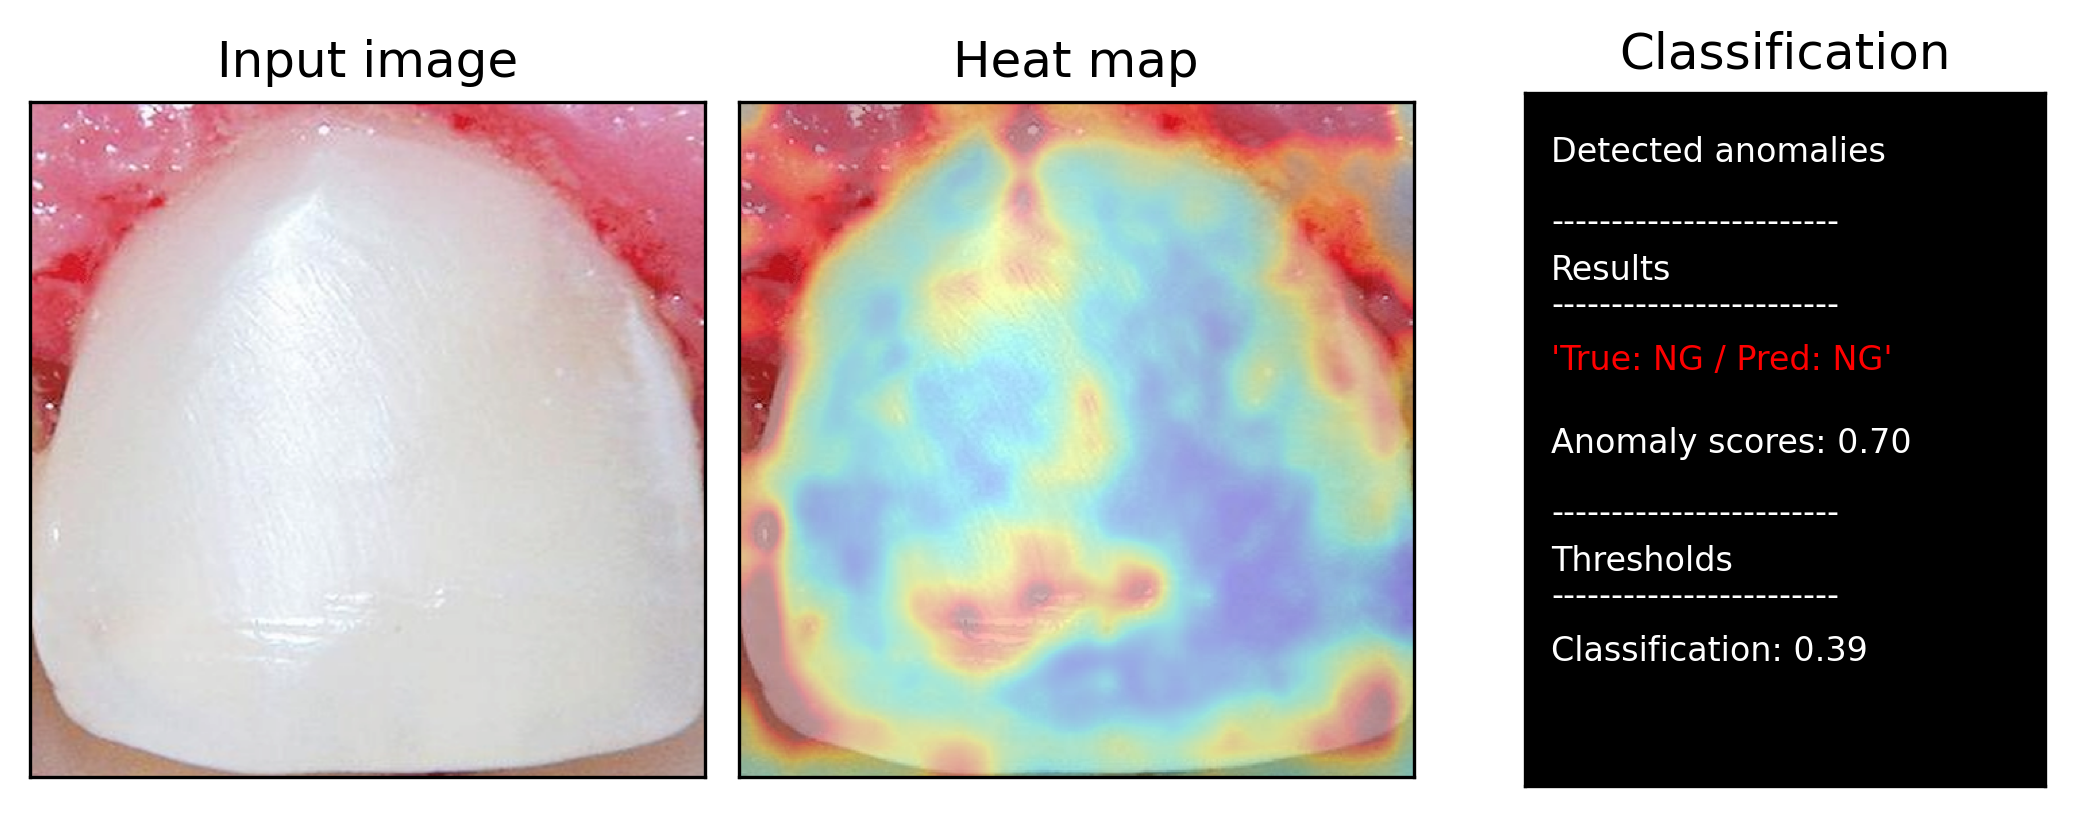 Input image
Heat map
Classification
Detected anomalies
------------------------
Results
------------------------
'True: NG / Pred: NG'
Anomaly scores: 0.70
------------------------
Thresholds
------------------------
Classification: 0.39